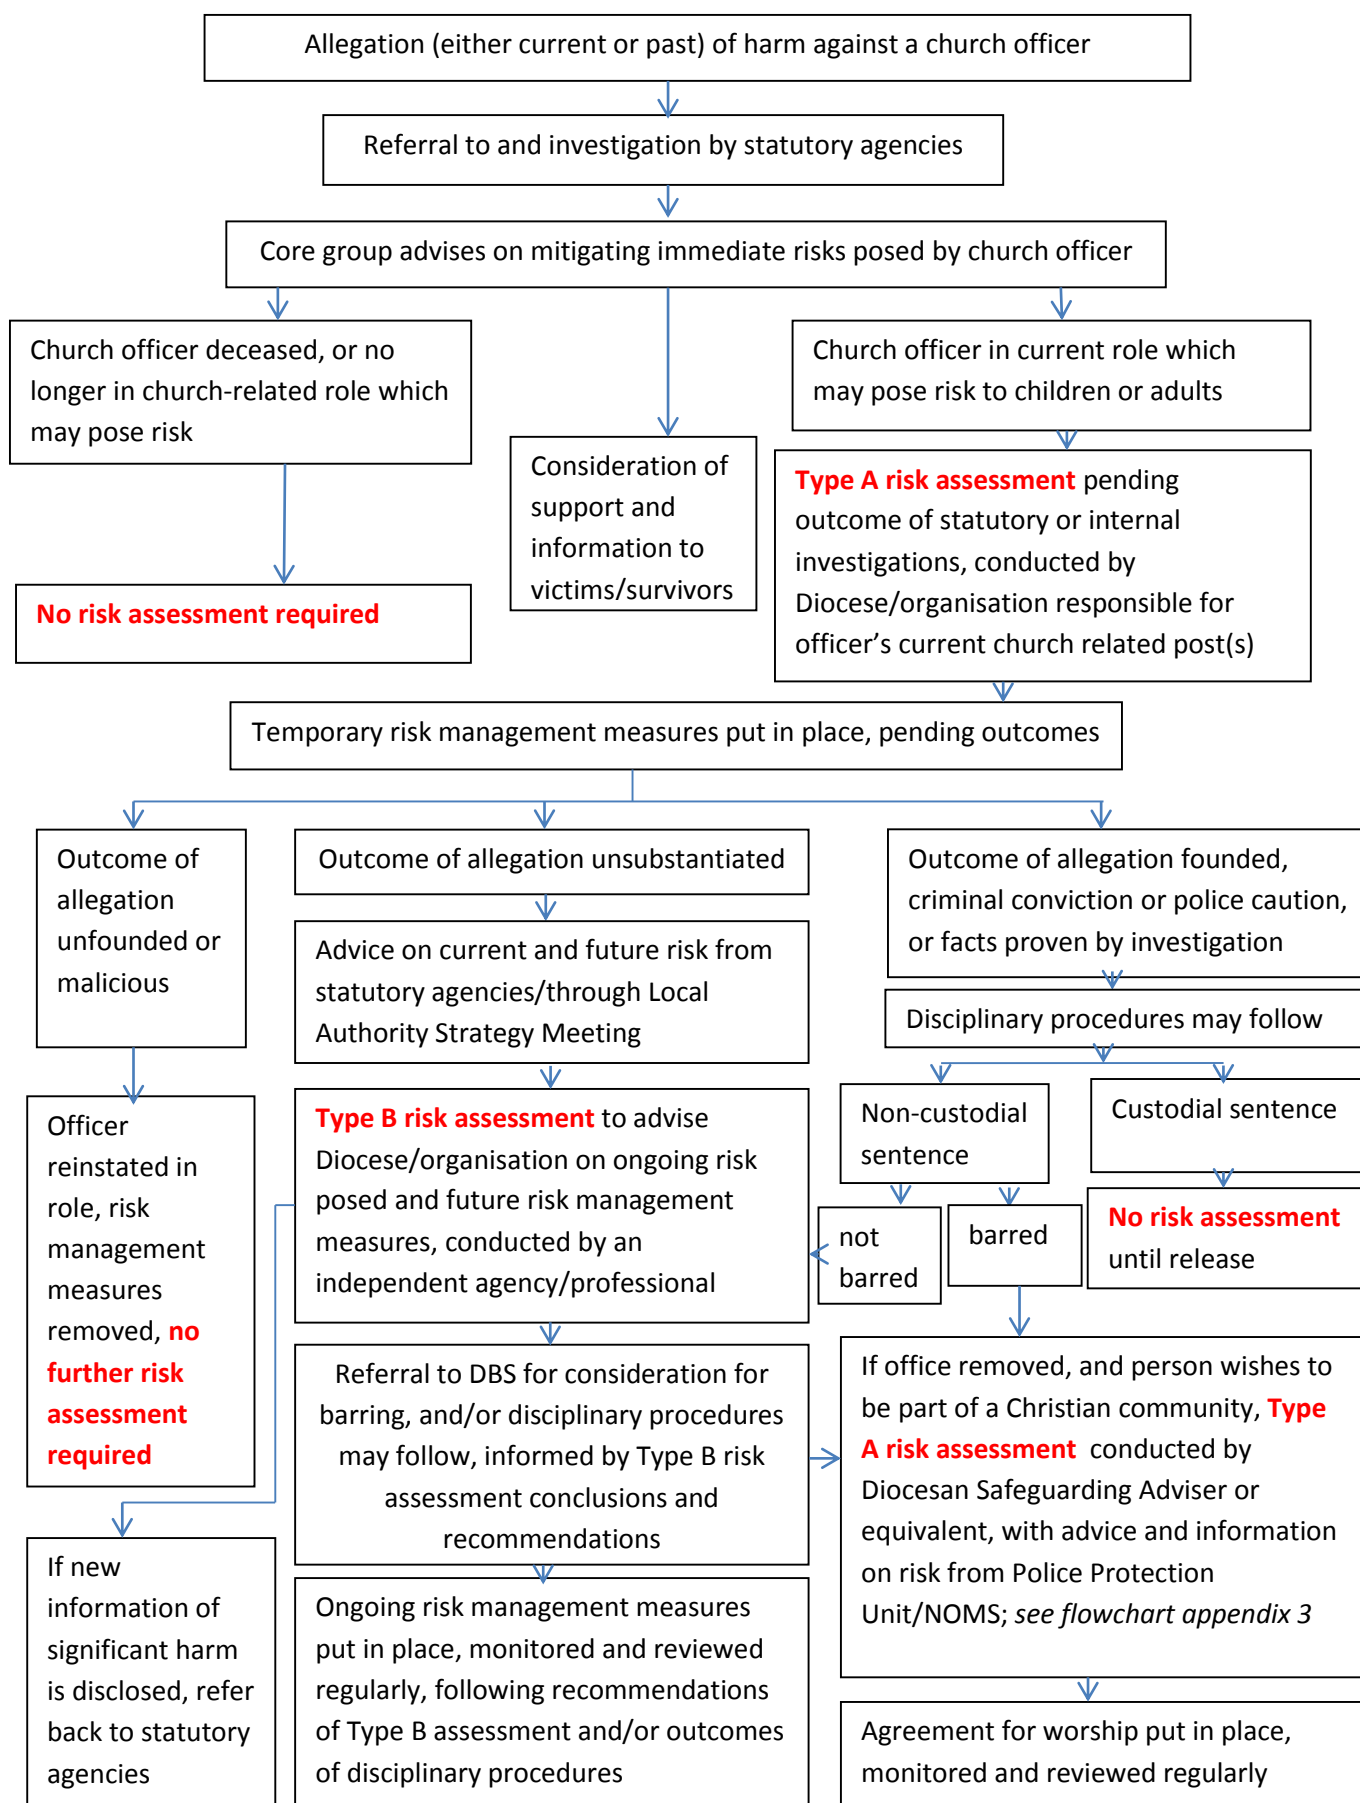 Allegation (either current or past) of harm against a church officer
Referral to and investigation by statutory agencies
Core group advises on mitigating immediate risks posed by church officer
Church officer deceased, or no
longer in church-related role which
may pose risk
No risk assessment required
Consideration of
support and
information to
victims/survivors
Church officer in current role which
may pose risk to children or adults
Type A risk assessment pending
outcome of statutory or internal
investigations, conducted by
Diocese/organisation responsible for
officer’s current church related post(s)
Temporary risk management measures put in place, pending outcomes
Outcome of
allegation
unfounded or
malicious
Officer
reinstated in
role, risk
management
measures
removed, no
further risk
assessment
required
Outcome of allegation unsubstantiated
Advice on current and future risk from
statutory agencies/through Local
Authority Strategy Meeting
Type B risk assessment to advise
Diocese/organisation on ongoing risk
posed and future risk management
measures, conducted by an
independent agency/professional
Referral to DBS for consideration for
barring, and/or disciplinary procedures
may follow, informed by Type B risk
assessment conclusions and
recommendations
If new
information of
significant harm
is disclosed, refer
back to statutory
agencies
Ongoing risk management measures
put in place, monitored and reviewed
regularly, following recommendations
of Type B assessment and/or outcomes
of disciplinary procedures
Outcome of allegation founded,
criminal conviction or police caution,
or facts proven by investigation
Disciplinary procedures may follow
Non-custodial
sentence
Custodial sentence
not
barred
barred
No risk assessment
until release
If office removed, and person wishes to
be part of a Christian community, Type
A risk assessment conducted by
Diocesan Safeguarding Adviser or
equivalent, with advice and information
on risk from Police Protection
Unit/NOMS; see flowchart appendix 3
Agreement for worship put in place,
monitored and reviewed regularly